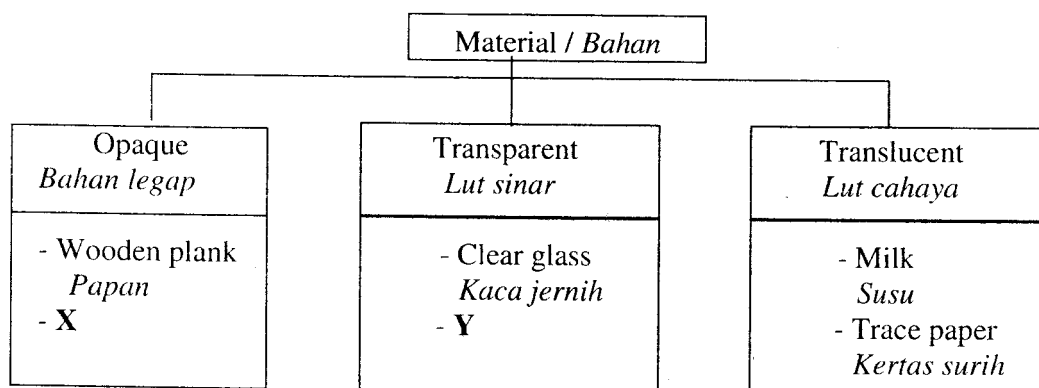 Material / Bahan
Opaque
Bahan legap
- Wooden plank
Papan
- X
Transparent
Lut sinar
- Clear glass
Kaca jernih
- Y
Translucent
Lut cahaya
- Milk
Susu
- Trace paper
Kertas surih